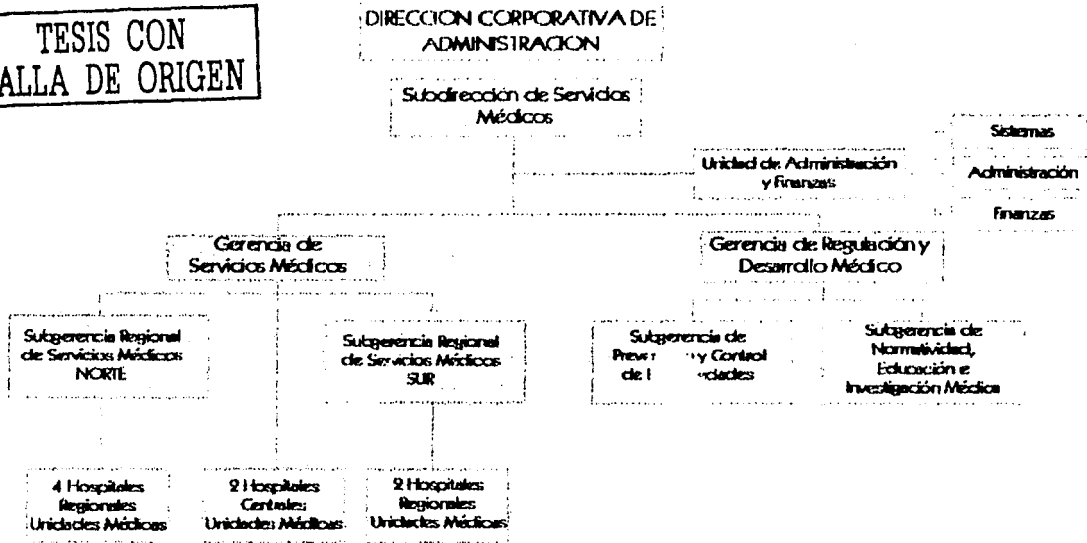 TESIS CON
ALLA DE ORIGEN
DIRECCION CORPORATIVA DE
ADMINISTRACION
Subdirección de Servicios
Médicos
Unidad de Administración
y Finanzas
Sistemas
Administración
Finanzas
Gerencia de
Servicios Médicos
Gerencia de Regulación y
Desarrollo Médico
Subgerencia Regional
de Servicios Médicos
NORTE
Subgerencia Regional
de Servicios Médicos
SUR
Subgerencia de
y Control
de
Subgerencia de
Normatividad,
Educación e
Investigación Médica
4 Hospitales
Regionales
Unidades Médicas
2 Hospitales
Centrales
Unidades Médicas
2 Hospitales
Regionales
Unidades Médicas